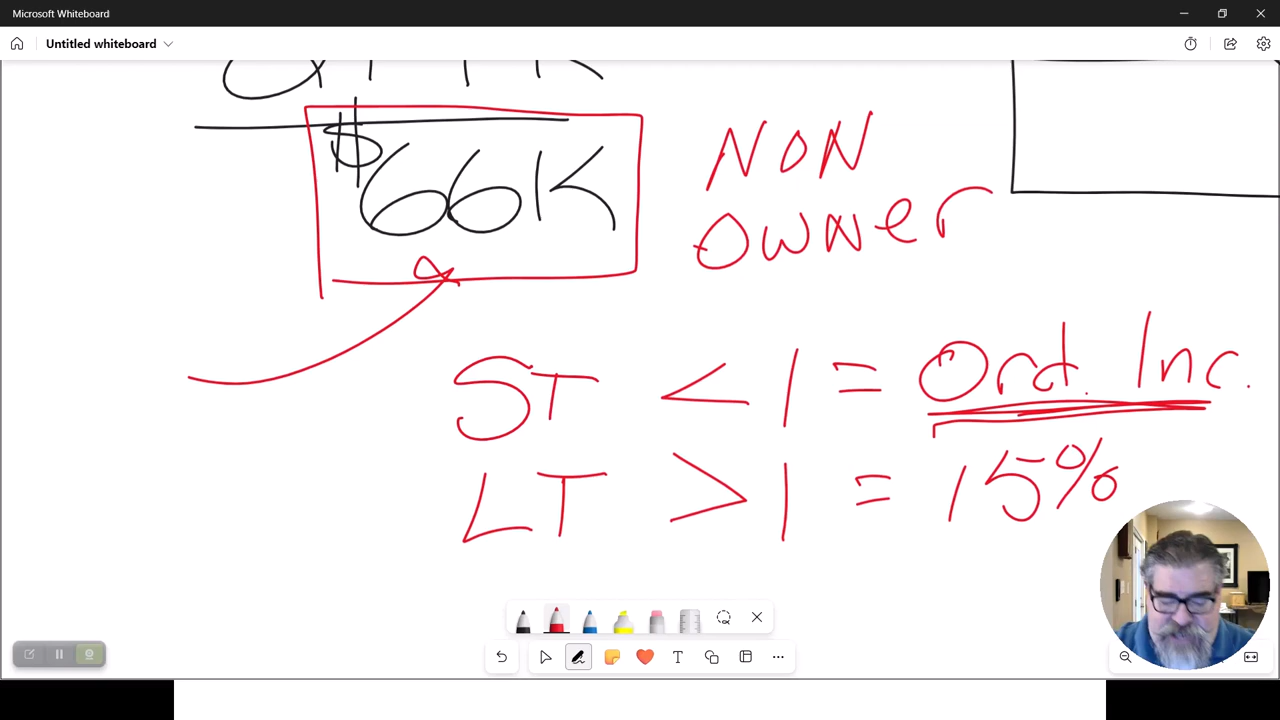 Microsoft Whiteboard
Untitled whiteboard
$66K
NON
OWNER
ST <1 = Ord. Inc.
LT >1 = 15%